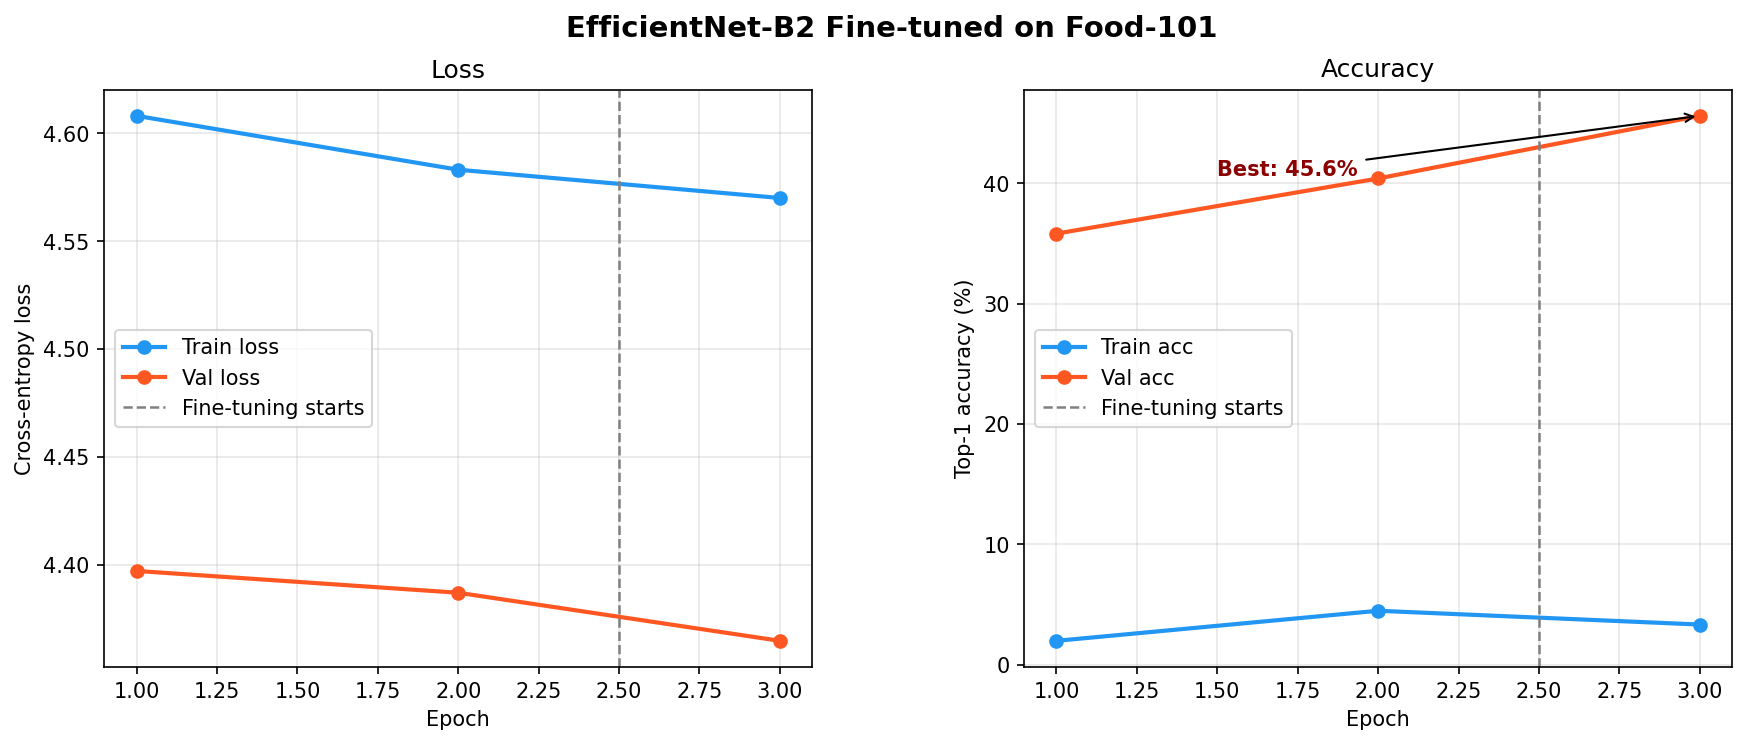 EfficientNet-B2 Fine-tuned on Food-101
Loss
Cross-entropy loss
4.60
4.55
4.50
4.45
4.40
Train loss
Val loss
Fine-tuning starts
1.00 1.25 1.50 1.75 2.00 2.25 2.50 2.75 3.00
Epoch
Accuracy
Top-1 accuracy (%)
40
30
20
10
0
Best: 45.6%
Train acc
Val acc
Fine-tuning starts
1.00 1.25 1.50 1.75 2.00 2.25 2.50 2.75 3.00
Epoch